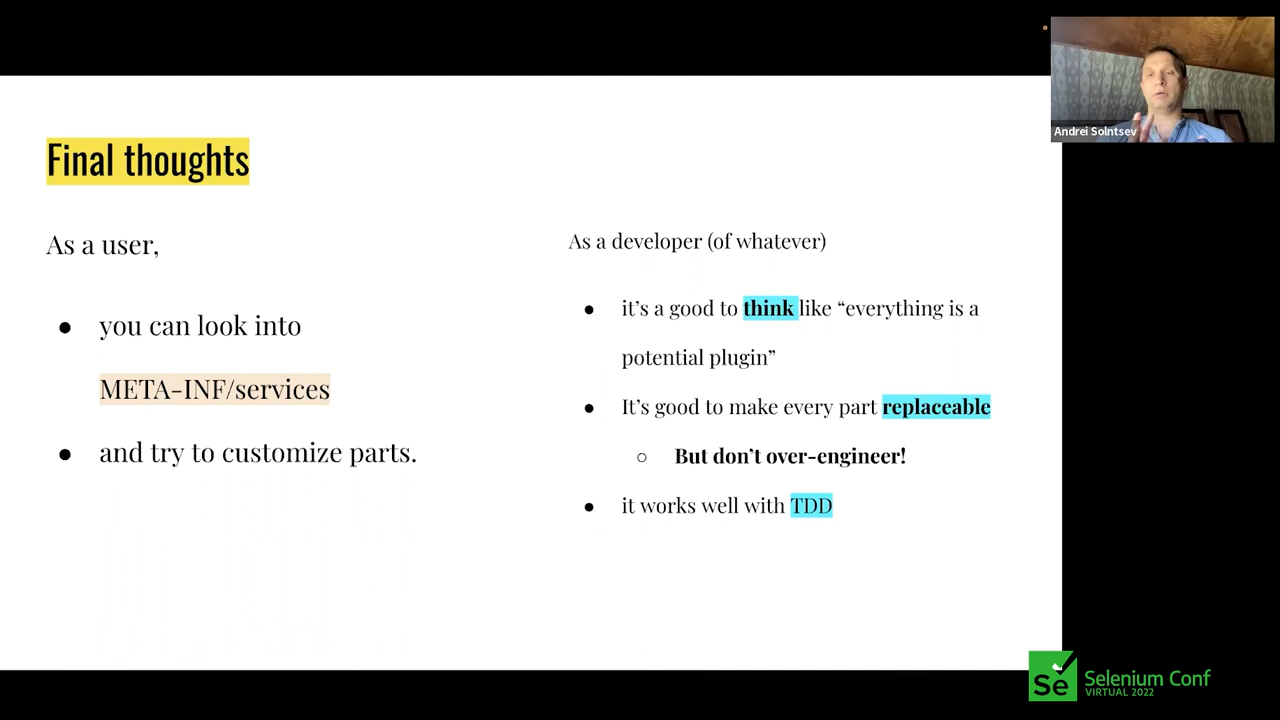 Andrei Solntsev
Final thoughts
As a user,
● you can look into
META-INF/services
● and try to customize parts.
As a developer (of whatever)
● it’s a good to think like “everything is a
potential plugin”
● It’s good to make every part replaceable
○ But don’t over-engineer!
● it works well with TDD
Se
Selenium Conf
VIRTUAL 2022